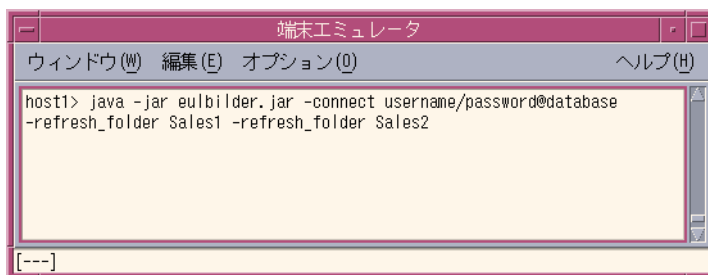 端末エミュレータ
ウィンドウ(W) 編集(E) オプション(O) ヘルプ(H)
host1> java -jar eulbilder.jar -connect username/password@database
-refresh_folder Sales1 -refresh_folder Sales2
[---]